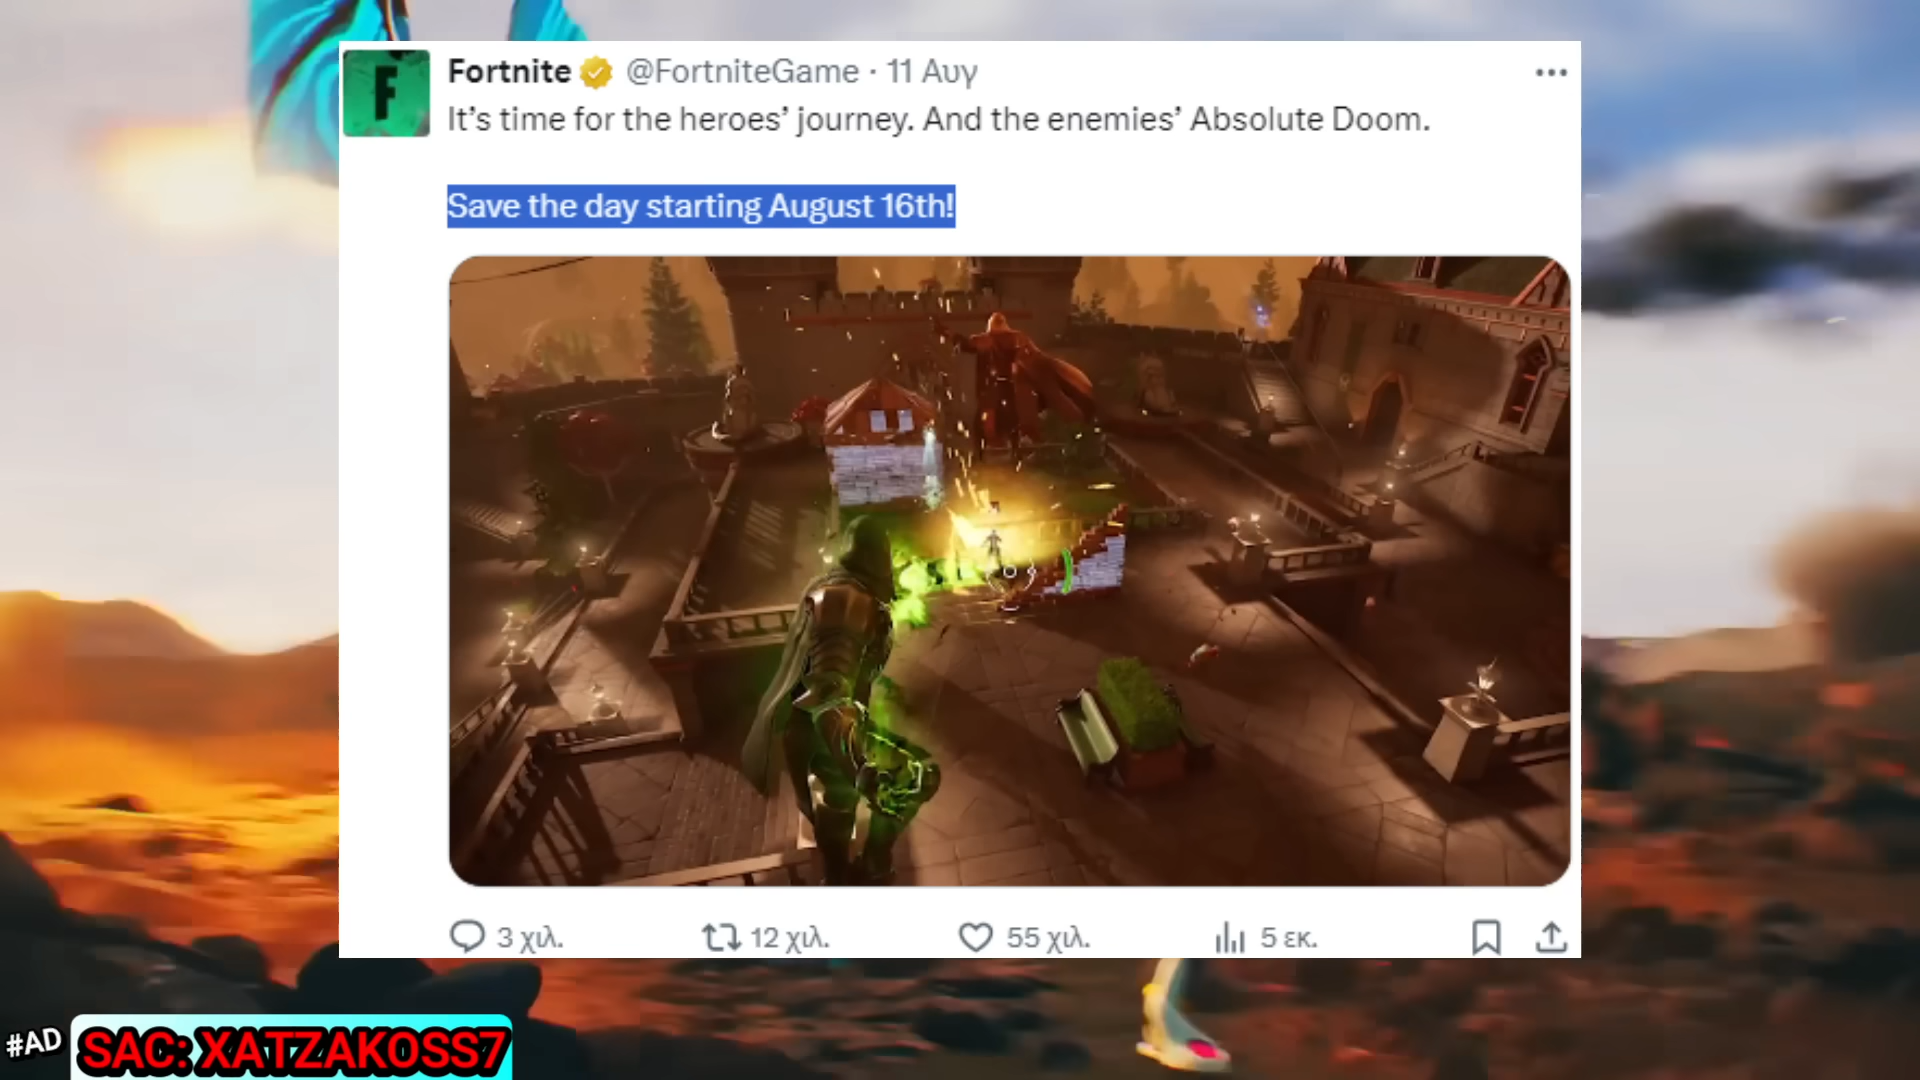 Fortnite @FortniteGame · 11 Αυγ
It's time for the heroes' journey. And the enemies' Absolute Doom.
Save the day starting August 16th!
3 χιλ. 12 χιλ. 55 χιλ. 5 εκ.
#AD SAC: XATZAKOSS7